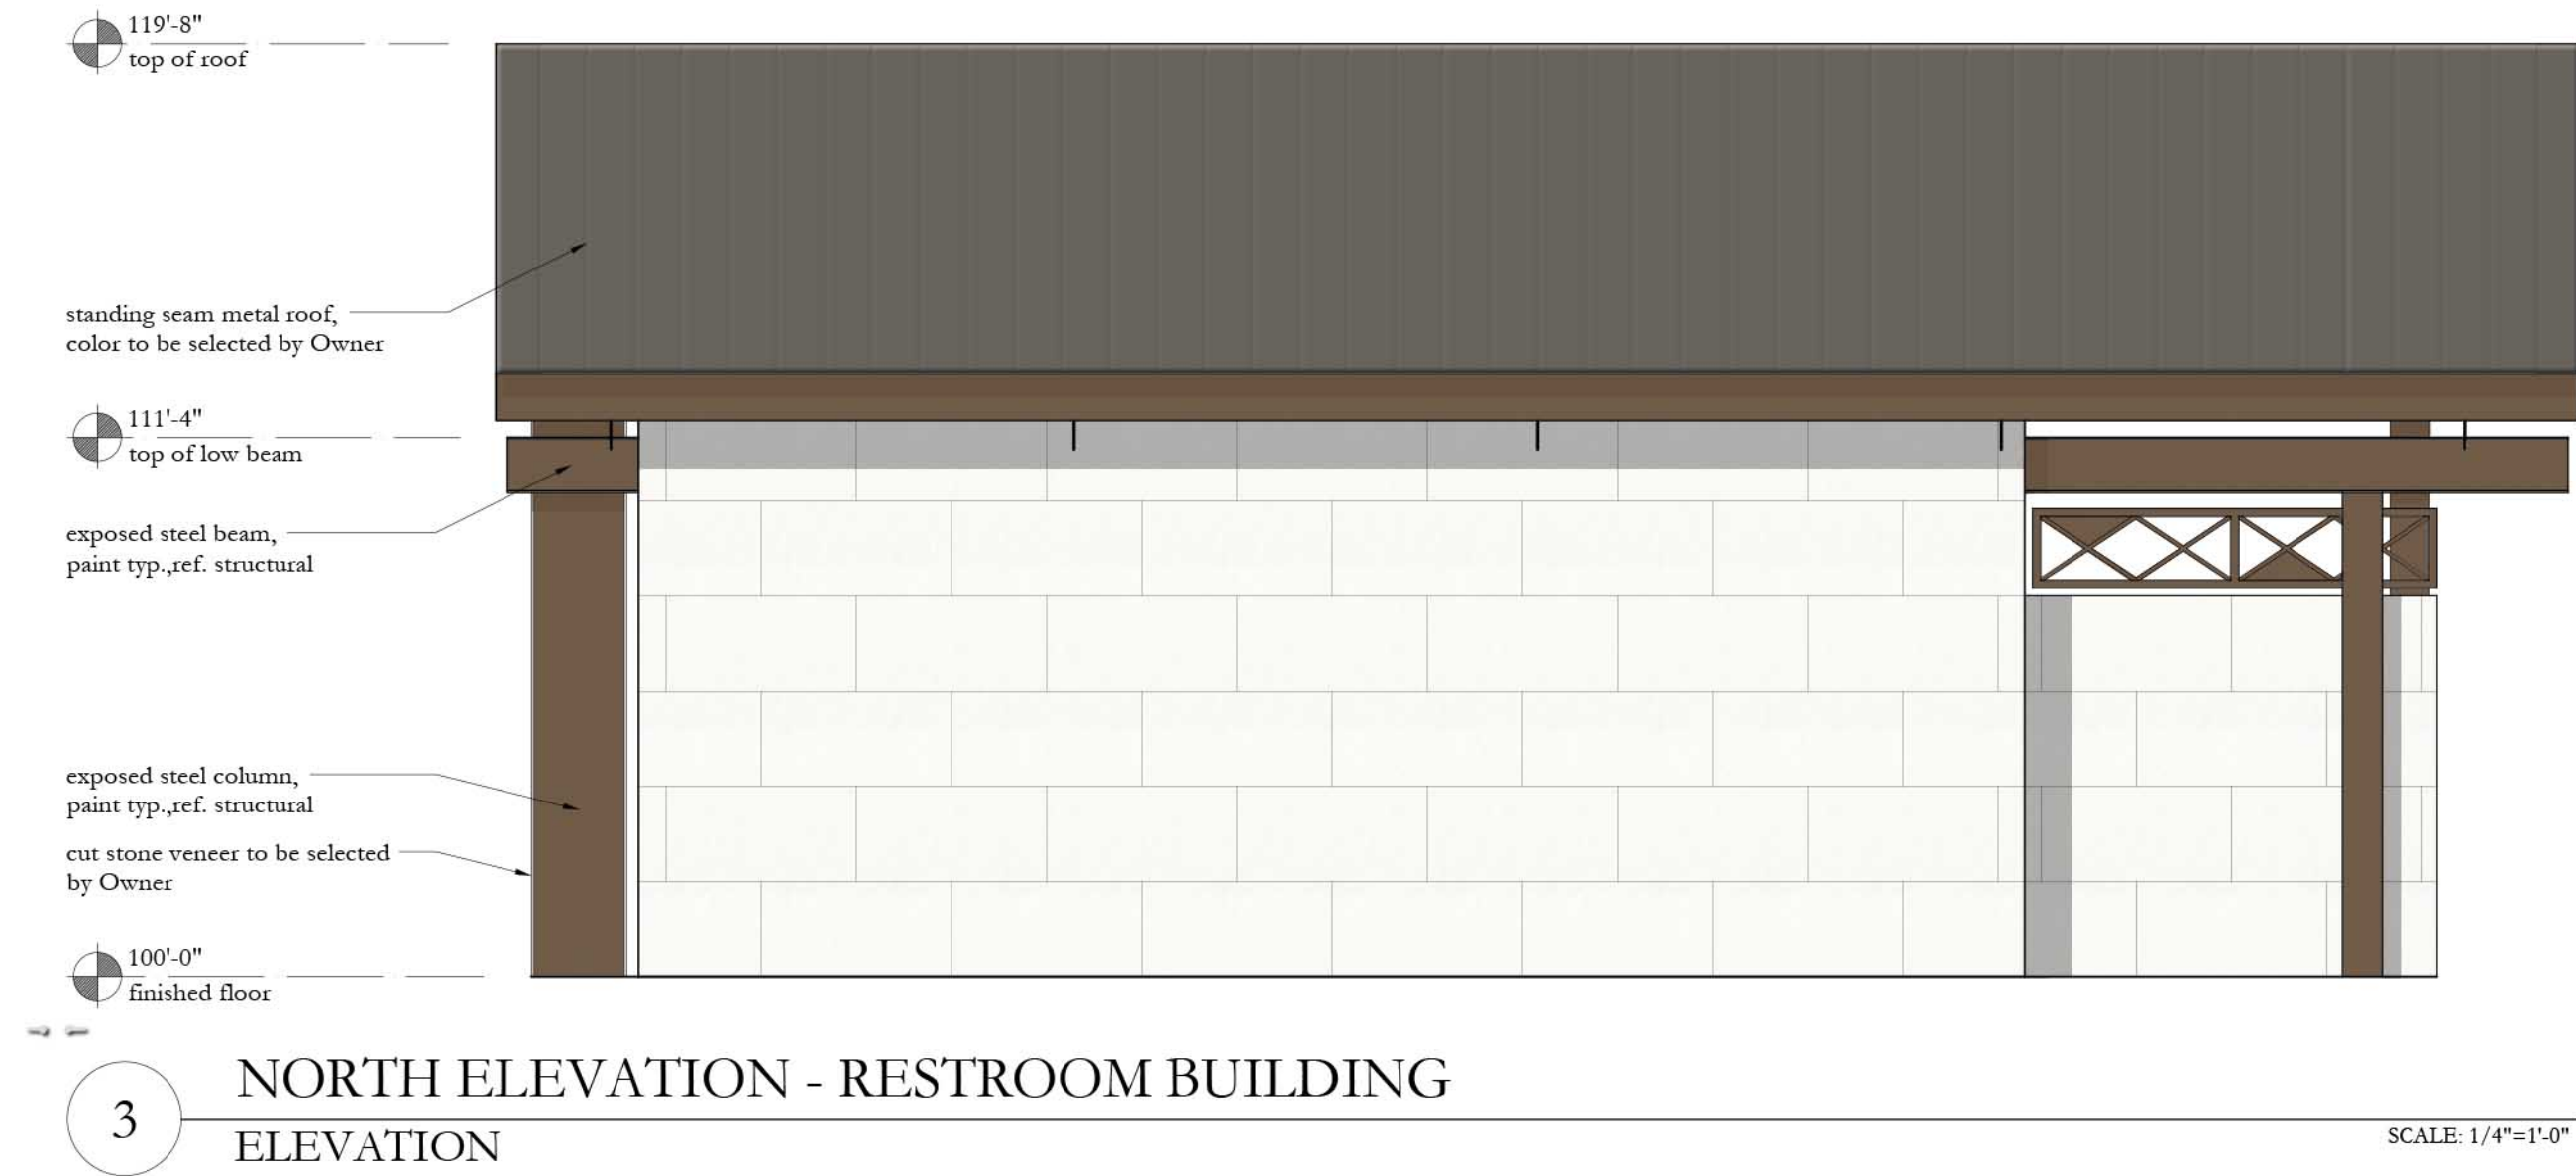 119'-8"
top of roof
standing seam metal roof,
color to be selected by Owner
111'-4"
top of low beam
exposed steel beam,
paint typ.,ref. structural
exposed steel column,
paint typ.,ref. structural
cut stone veneer to be selected
by Owner
100'-0"
finished floor
3
NORTH ELEVATION - RESTROOM BUILDING
ELEVATION
SCALE: 1/4"=1'-0"